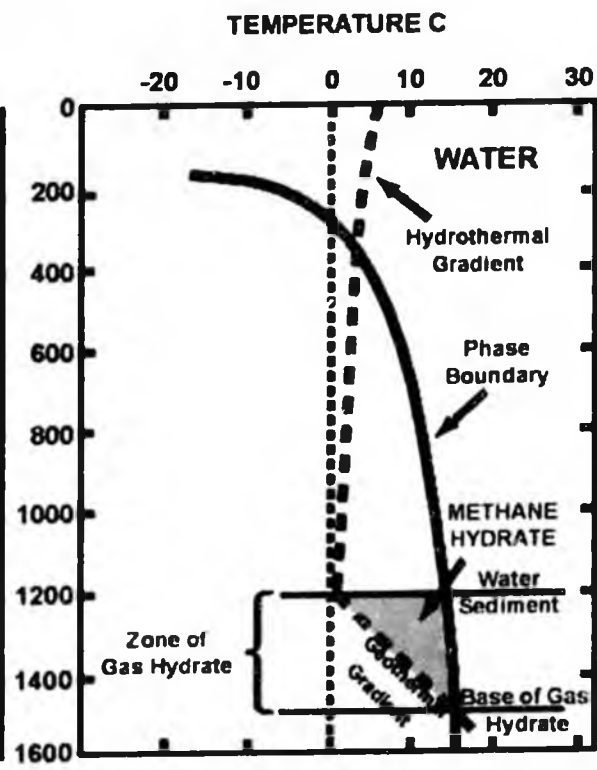 TEMPERATURE C
-20 -10 0 10 20 30
0
200
400
600
800
1000
1200
1400
1600
WATER
Hydrothermal
Gradient
Phase
Boundary
METHANE
HYDRATE
Water
Sediment
Zone of
Gas Hydrate
Geothermal
Gradient
Base of Gas
Hydrate